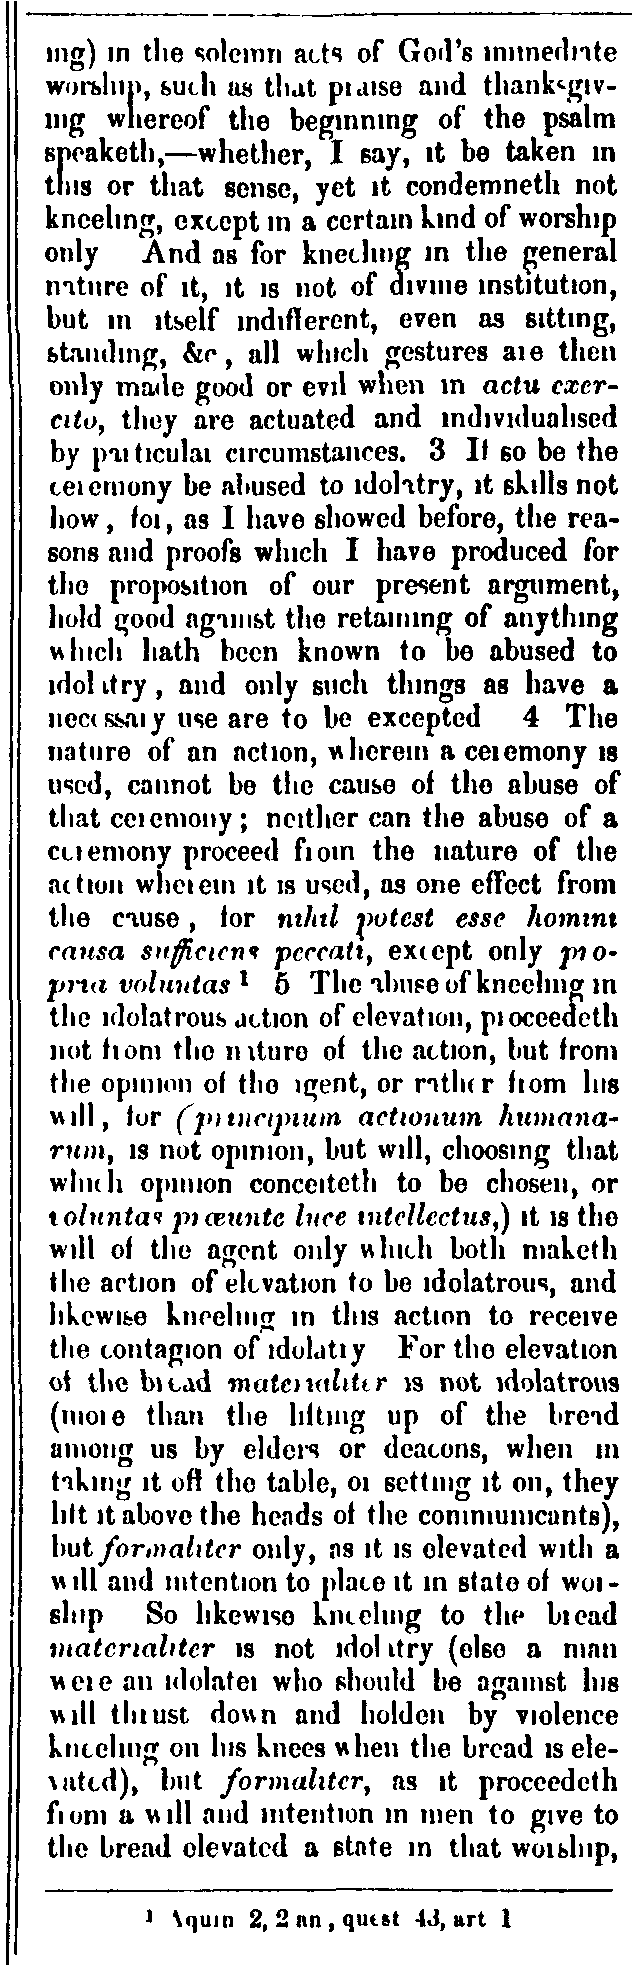 ing) in the solemn acts of God's immediate
worship, such as that praise and thanksgiv-
ing whereof the beginning of the psalm
speaketh,—whether, I say, it be taken in
this or that sense, yet it condemneth not
kneeling, except in a certain kind of worship
only And as for kneeling in the general
nature of it, it is not of divine institution,
but in itself indifferent, even as sitting,
standing, &c, all which gestures are then
only made good or evil when in actu exer-
cito, they are actuated and individualised
by particular circumstances. 3 If so be the
ceremony be abused to idolatry, it skills not
how, for, as I have showed before, the rea-
sons and proofs which I have produced for
the proposition of our present argument,
hold good against the retaining of anything
which hath been known to be abused to
idolatry, and only such things as have a
necessary use are to be excepted 4 The
nature of an action, wherein a ceremony is
used, cannot be the cause of the abuse of
that ceremony; neither can the abuse of a
ceremony proceed from the nature of the
action wherein it is used, as one effect from
the cause, for nihil potest esse homini
causa sufficiens peccati, except only pro-
pria voluntas 1 5 The abuse of kneeling in
the idolatrous action of elevation, proceedeth
not from the nature of the action, but from
the opinion of the agent, or rather from his
will, for (principium actionum humana-
rum, is not opinion, but will, choosing that
which opinion conceiteth to be chosen, or
voluntas præeunte luce intellectus,) it is the
will of the agent only which both maketh
the action of elevation to be idolatrous, and
likewise kneeling in this action to receive
the contagion of idolatry For the elevation
of the bread materialiter is not idolatrous
(more than the lifting up of the bread
among us by elders or deacons, when in
taking it off the table, or setting it on, they
lift it above the heads of the communicants),
but formaliter only, as it is elevated with a
will and intention to place it in state of wor-
ship So likewise kneeling to the bread
materialiter is not idolatry (else a man
were an idolater who should be against his
will thrust down and holden by violence
kneeling on his knees when the bread is ele-
vated), but formaliter, as it proceedeth
from a will and intention in men to give to
the bread elevated a state in that worship,
1 Aquin 2, 2 æn, quest 43, art 1